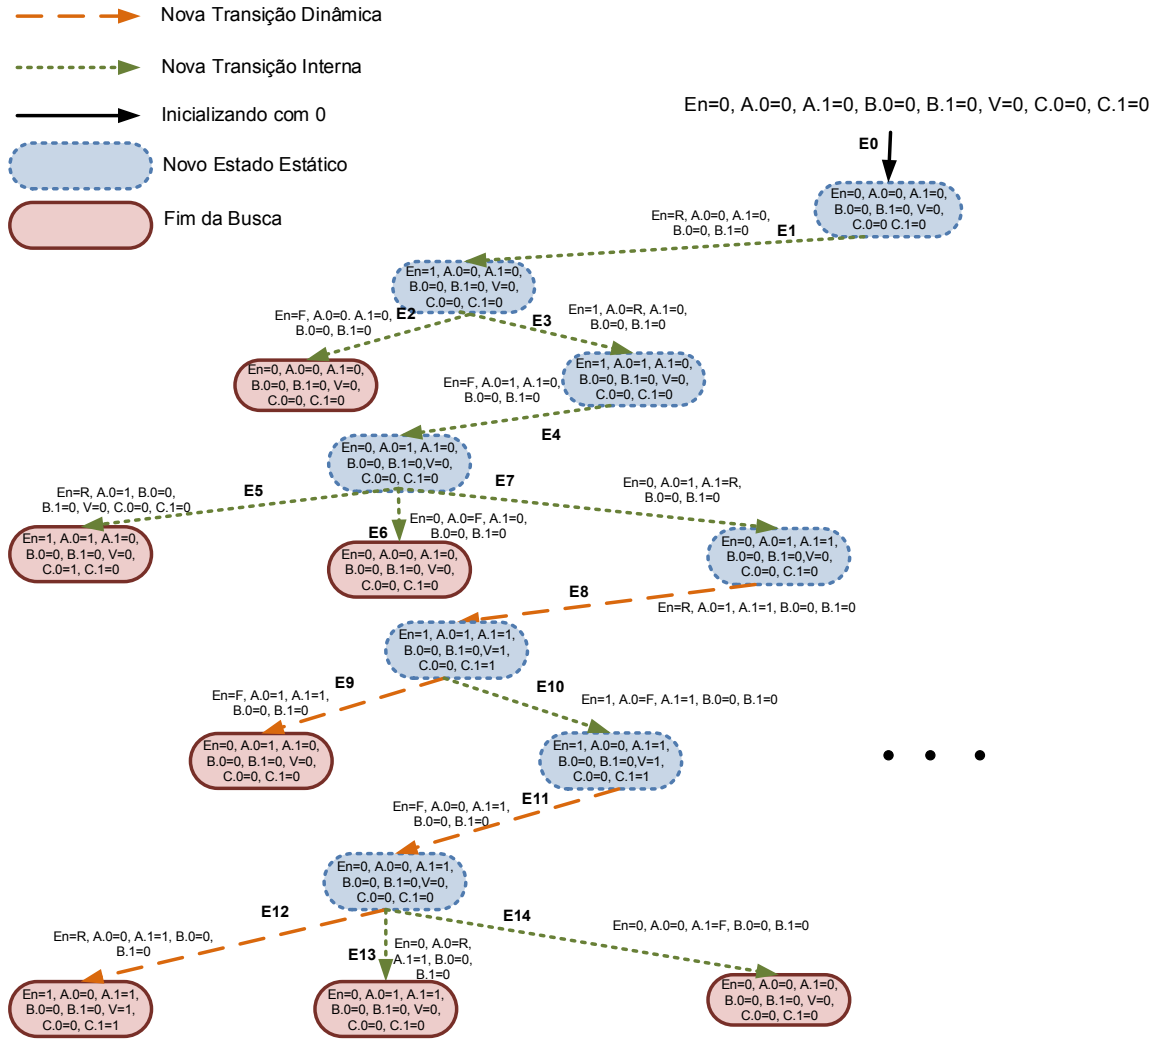 Nova Transição Dinâmica
Nova Transição Interna
Inicializando com 0
Novo Estado Estático
Fim da Busca
En=0, A.0=0, A.1=0, B.0=0, B.1=0, V=0, C.0=0, C.1=0
E0
En=0, A.0=0, A.1=0,
B.0=0, B.1=0, V=0,
C.0=0 C.1=0
En=R, A.0=0, A.1=0,
B.0=0, B.1=0
E1
En=1, A.0=0, A.1=0,
B.0=0, B.1=0, V=0,
C.0=0, C.1=0
En=F, A.0=0. A.1=0,
B.0=0, B.1=0
E2
E3
En=1, A.0=R, A.1=0,
B.0=0, B.1=0
En=0, A.0=0, A.1=0,
B.0=0, B.1=0, V=0,
C.0=0, C.1=0
En=1, A.0=1, A.1=0,
B.0=0, B.1=0, V=0,
C.0=0, C.1=0
En=F, A.0=1, A.1=0,
B.0=0, B.1=0
E4
En=0, A.0=1, A.1=0,
B.0=0, B.1=0,V=0,
C.0=0, C.1=0
En=R, A.0=1, B.0=0,
B.1=0, V=0, C.0=0, C.1=0
E5
E6
En=0, A.0=F, A.1=0,
B.0=0, B.1=0
E7
En=0, A.0=1, A.1=R,
B.0=0, B.1=0
En=1, A.0=1, A.1=0,
B.0=0, B.1=0, V=0,
C.0=1, C.1=0
En=0, A.0=0, A.1=0,
B.0=0, B.1=0, V=0,
C.0=0, C.1=0
En=0, A.0=1, A.1=1,
B.0=0, B.1=0,V=0,
C.0=0, C.1=0
E8
En=R, A.0=1, A.1=1, B.0=0, B.1=0
En=1, A.0=1, A.1=1,
B.0=0, B.1=0,V=1,
C.0=0, C.1=1
E9
En=F, A.0=1, A.1=1,
B.0=0, B.1=0
E10
En=1, A.0=F, A.1=1, B.0=0, B.1=0
En=0, A.0=1, A.1=0,
B.0=0, B.1=0, V=0,
C.0=0, C.1=0
En=1, A.0=0, A.1=1,
B.0=0, B.1=0,V=1,
C.0=0, C.1=1
E11
En=F, A.0=0, A.1=1,
B.0=0, B.1=0
En=0, A.0=0, A.1=1,
B.0=0, B.1=0,V=0,
C.0=0, C.1=0
E12
En=R, A.0=0, A.1=1, B.0=0,
B.1=0
E13
En=0, A.0=R,
A.1=1, B.0=0,
B.1=0
E14
En=0, A.0=0, A.1=F, B.0=0, B.1=0
En=1, A.0=0, A.1=1,
B.0=0, B.1=0, V=1,
C.0=0, C.1=1
En=0, A.0=1, A.1=1,
B.0=0, B.1=0, V=0,
C.0=0, C.1=0
En=0, A.0=0, A.1=0,
B.0=0, B.1=0, V=0,
C.0=0, C.1=0